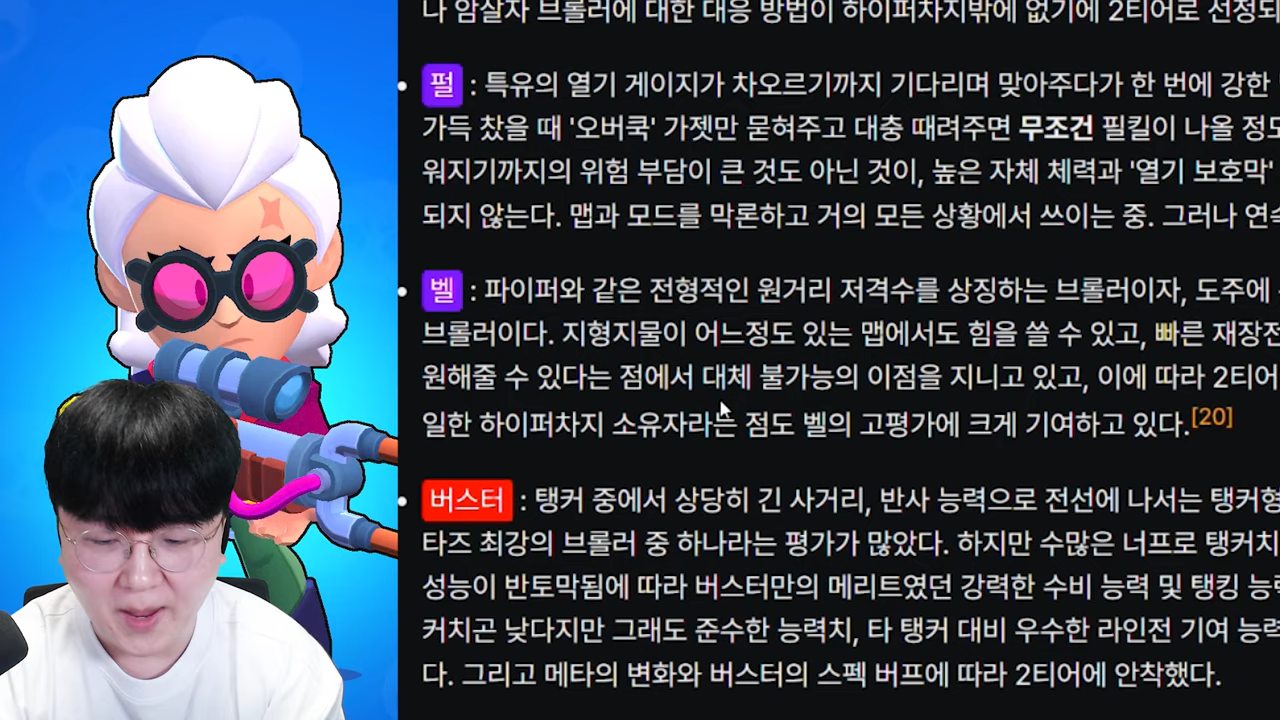 나 암살자 브롤러에 대한 대응 방법이 하이퍼차지밖에 없기에 2티어로 선정되
펄 : 특유의 열기 게이지가 차오르기까지 기다리며 맞아주다가 한 번에 강한
가득 찼을 때 '오버쿡' 가젯만 묻혀주고 대충 때려주면 무조건 필킬이 나올 정도
워지기까지의 위험 부담이 큰 것도 아닌 것이, 높은 자체 체력과 '열기 보호막'
되지 않는다. 맵과 모드를 막론하고 거의 모든 상황에서 쓰이는 중. 그러나 연속
벨 : 파이퍼와 같은 전형적인 원거리 저격수를 상징하는 브롤러이자, 도주에
브롤러이다. 지형지물이 어느정도 있는 맵에서도 힘을 쓸 수 있고, 빠른 재장전
원해줄 수 있다는 점에서 대체 불가능의 이점을 지니고 있고, 이에 따라 2티어
일한 하이퍼차지 소유자라는 점도 벨의 고평가에 크게 기여하고 있다.[20]
버스터 : 탱커 중에서 상당히 긴 사거리, 반사 능력으로 전선에 나서는 탱커형
타즈 최강의 브롤러 중 하나라는 평가가 많았다. 하지만 수많은 너프로 탱커치
성능이 반토막됨에 따라 버스터만의 메리트였던 강력한 수비 능력 및 탱킹 능력
커치곤 낮다지만 그래도 준수한 능력치, 타 탱커 대비 우수한 라인전 기여 능력
다. 그리고 메타의 변화와 버스터의 스펙 버프에 따라 2티어에 안착했다.